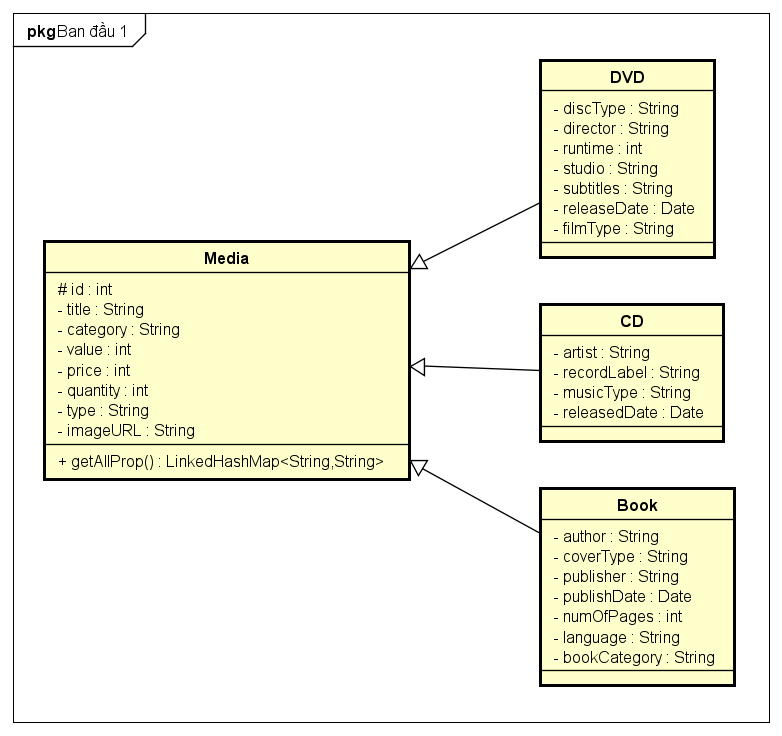 pkg Ban đầu 1
Media
# id : int
- title : String
- category : String
- value : int
- price : int
- quantity : int
- type : String
- imageURL : String
+ getAllProp() : LinkedHashMap<String,String>
DVD
- discType : String
- director : String
- runtime : int
- studio : String
- subtitles : String
- releaseDate : Date
- filmType : String
CD
- artist : String
- recordLabel : String
- musicType : String
- releasedDate : Date
Book
- author : String
- coverType : String
- publisher : String
- publishDate : Date
- numOfPages : int
- language : String
- bookCategory : String